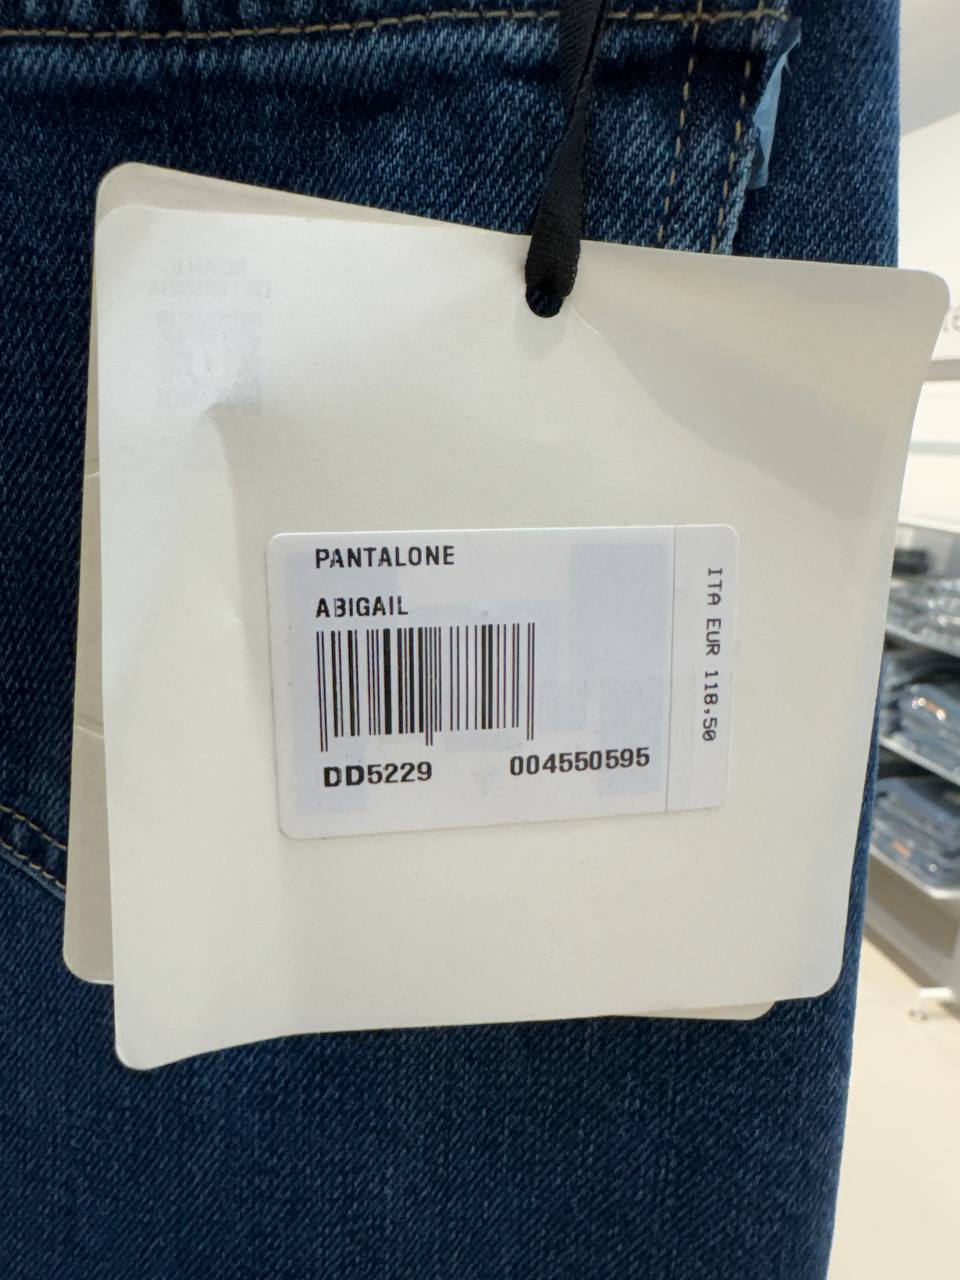 PANTALONE
ABIGAIL
DD5229 004550595
ITA EUR 118,50